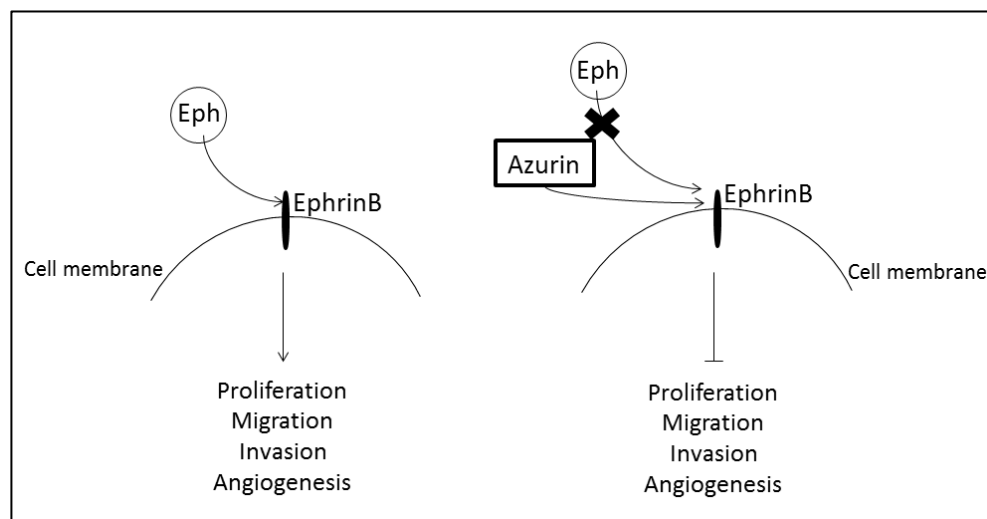 Eph
EphrinB
Cell membrane
Proliferation
Migration
Invasion
Angiogenesis
Eph
Azurin
EphrinB
Cell membrane
Proliferation
Migration
Invasion
Angiogenesis